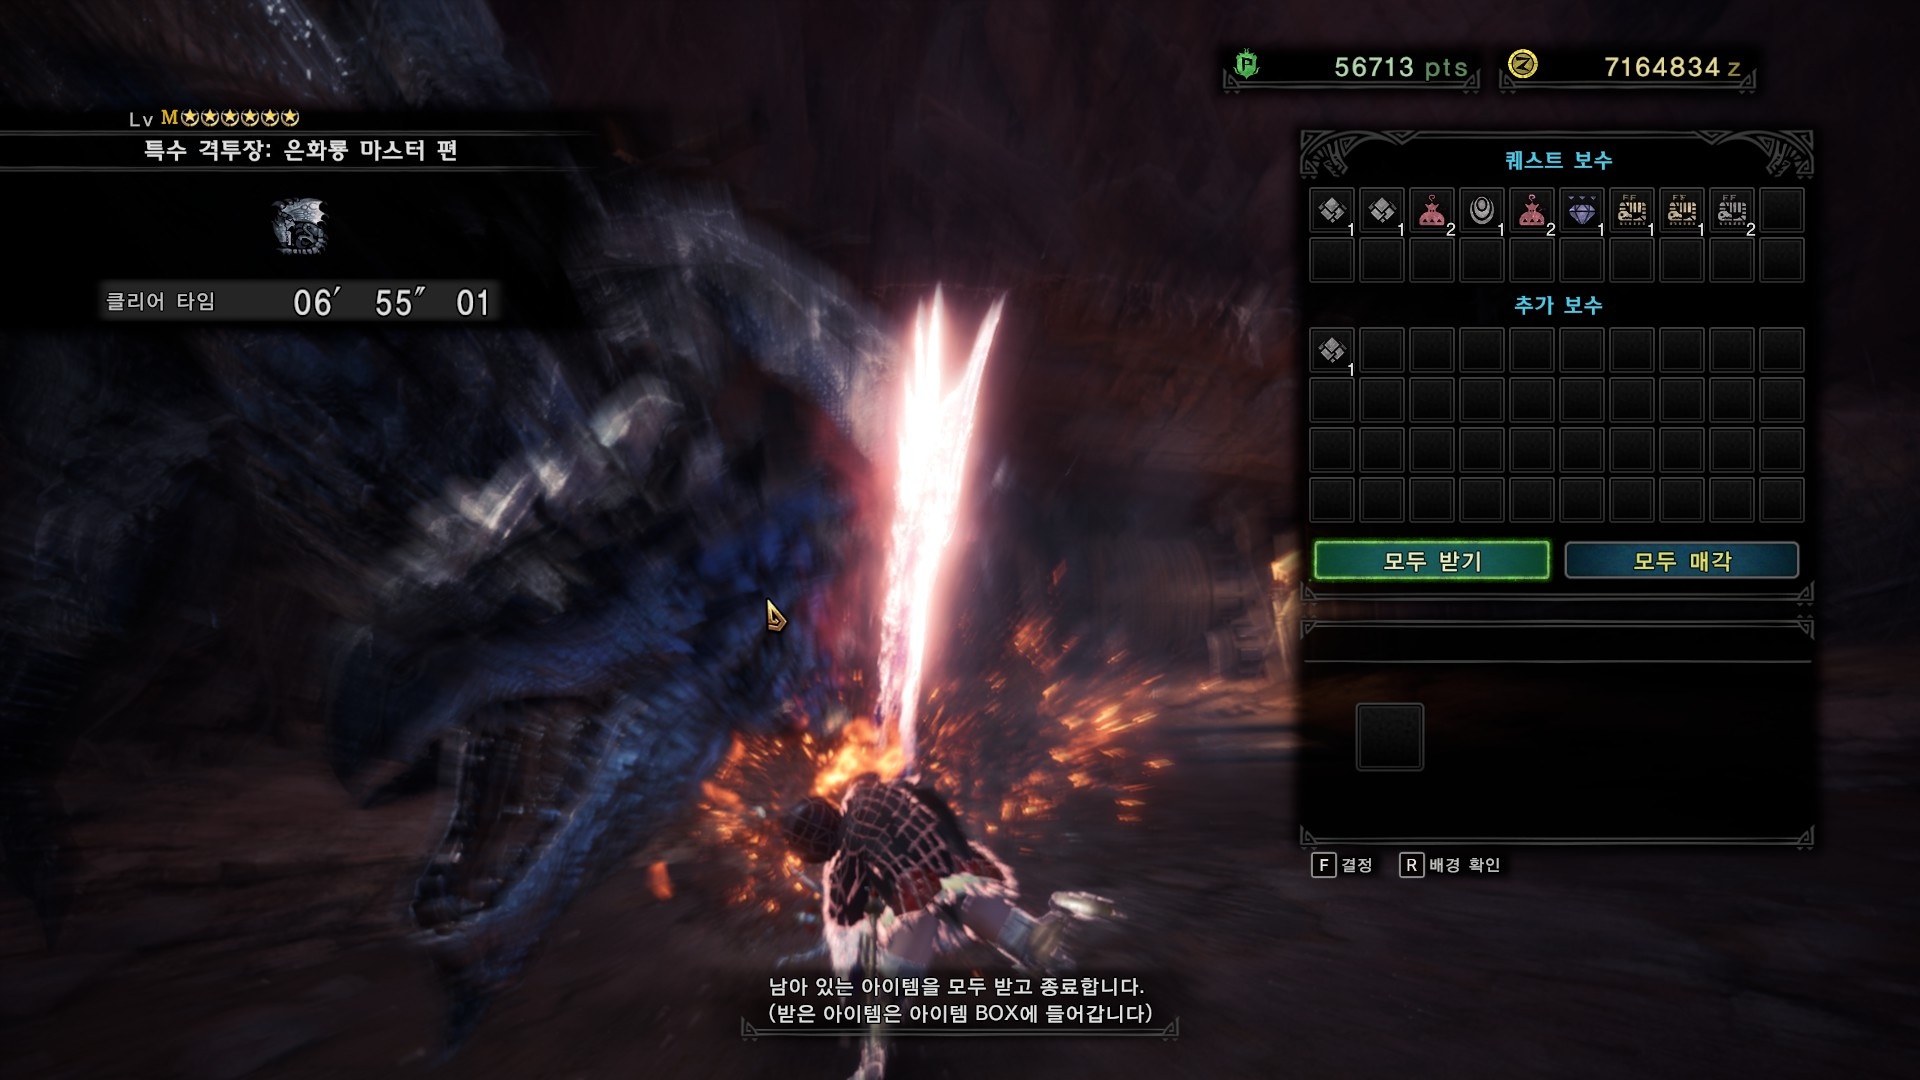 56713 pts
7164834 z
Lv M
특수 격투장: 은화룡 마스터 편
클리어 타임 06′ 55″ 01
퀘스트 보수
1 1 2 1 2 1 1 1 2
추가 보수
1
모두 받기 모두 매각
F 결정 R 배경 확인
남아 있는 아이템을 모두 받고 종료합니다.
(받은 아이템은 아이템 BOX에 들어갑니다)